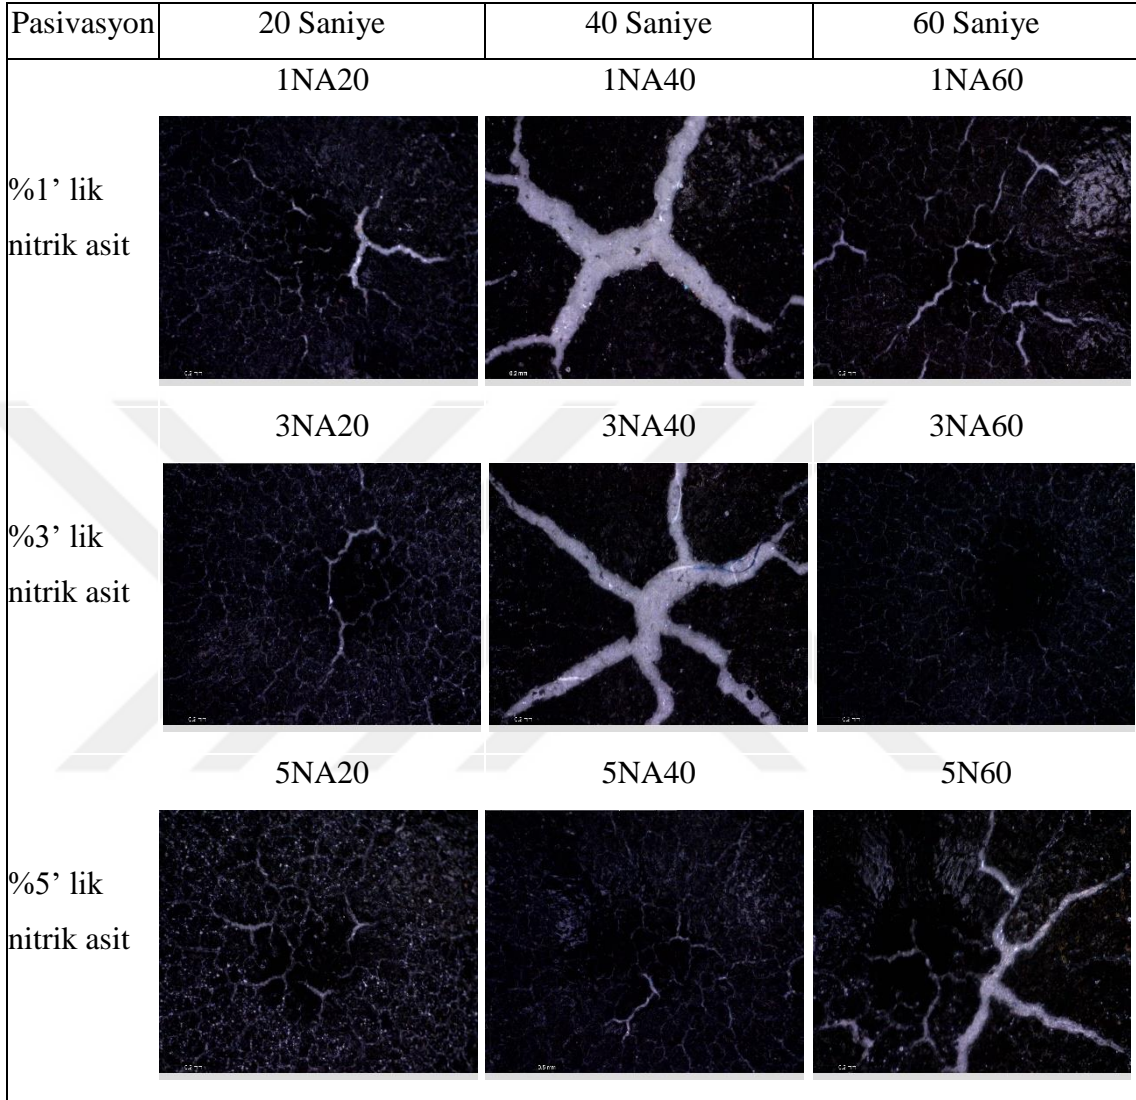 Pasivasyon 20 Saniye 40 Saniye 60 Saniye
1NA20 1NA40 1NA60
%1’ lik
nitrik asit
3NA20 3NA40 3NA60
%3’ lik
nitrik asit
5NA20 5NA40 5N60
%5’ lik
nitrik asit